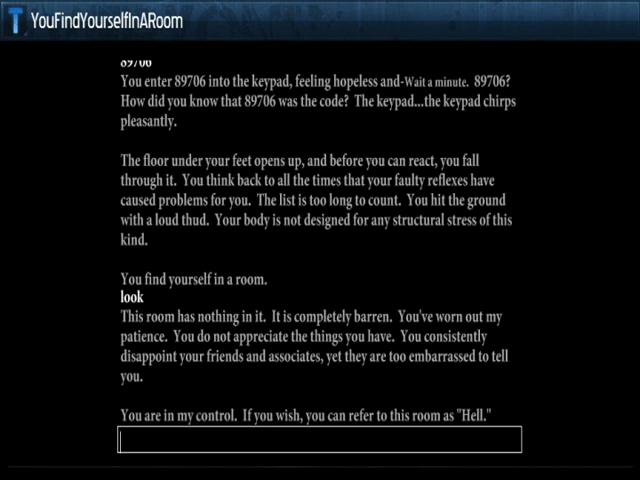 YouFindYourselfInARoom
89706
You enter 89706 into the keypad, feeling hopeless and-Wait a minute. 89706?
How did you know that 89706 was the code? The keypad...the keypad chirps
pleasantly.
The floor under your feet opens up, and before you can react, you fall
through it. You think back to all the times that your faulty reflexes have
caused problems for you. The list is too long to count. You hit the ground
with a loud thud. Your body is not designed for any structural stress of this
kind.
You find yourself in a room.
look
This room has nothing in it. It is completely barren. You've worn out my
patience. You do not appreciate the things you have. You consistently
disappoint your friends and associates, yet they are too embarrassed to tell
you.
You are in my control. If you wish, you can refer to this room as "Hell."